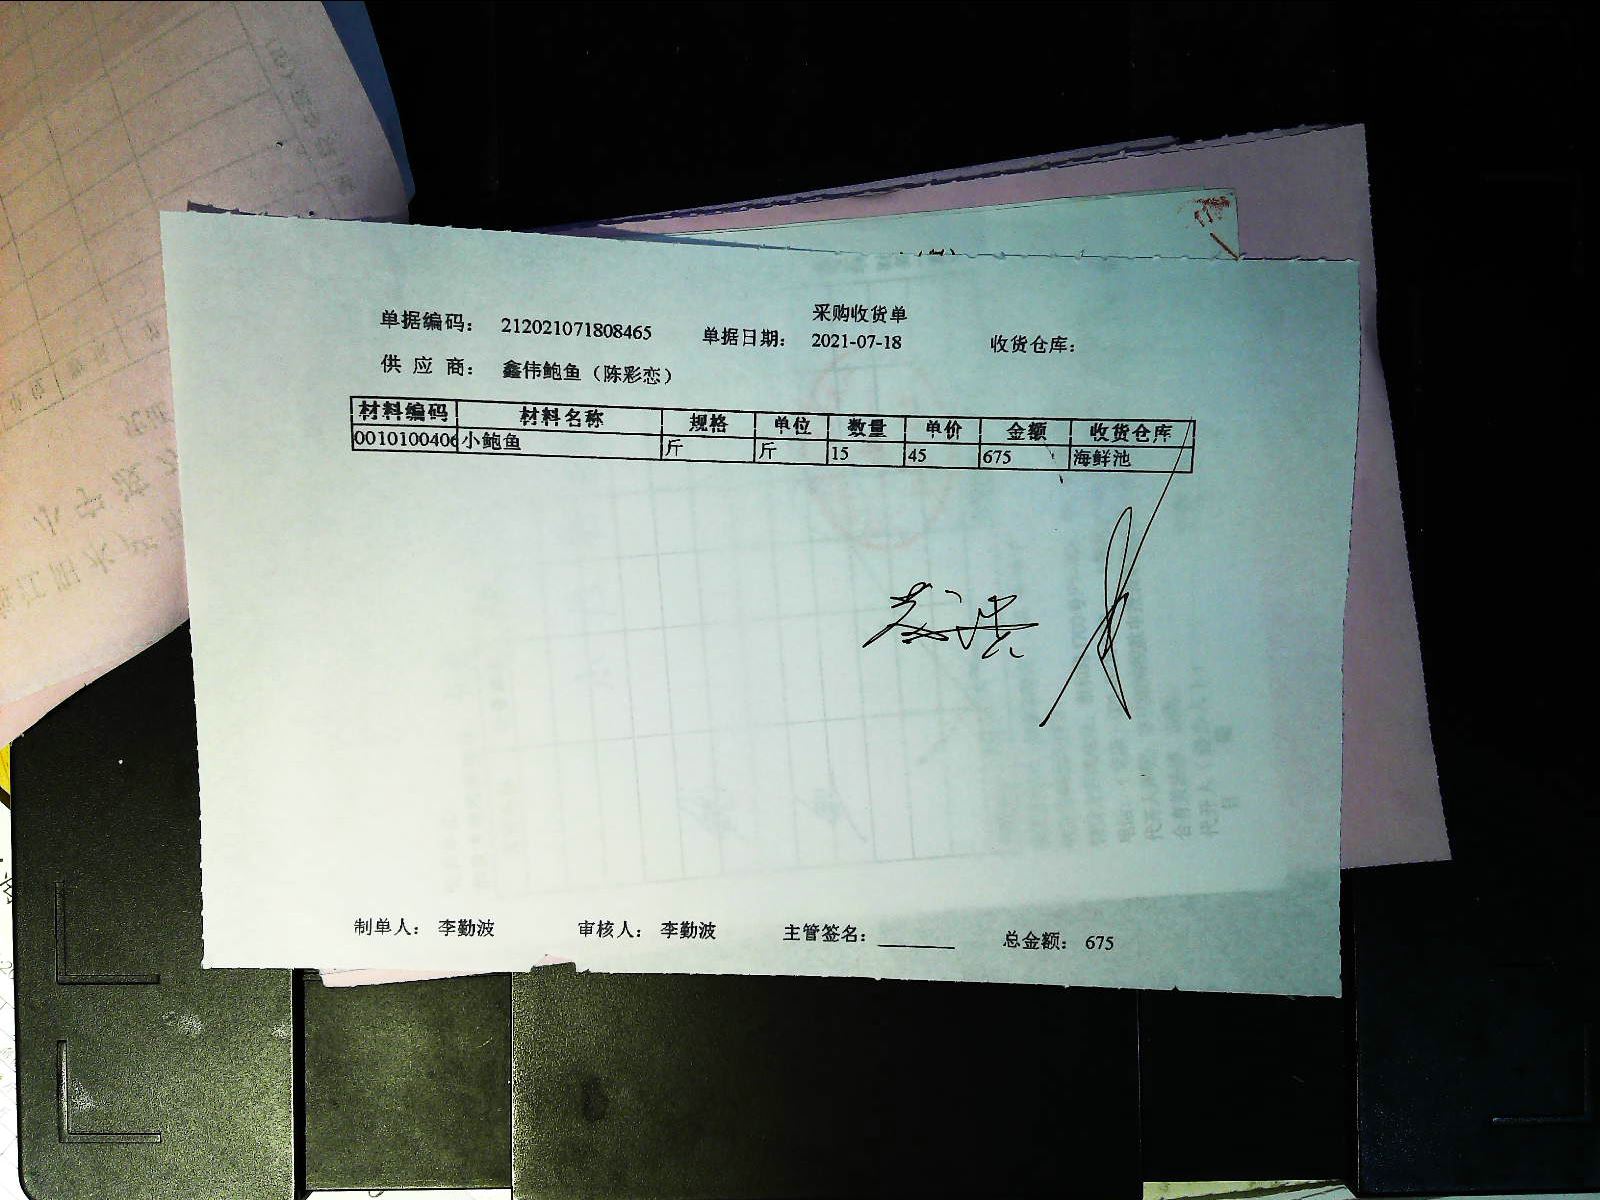 采购收货单
单据编码： 212021071808465 单据日期： 2021-07-18 收货仓库：
供 应 商： 鑫伟鲍鱼（陈彩恋）
材料编码 材料名称 规格 单位 数量 单价 金额 收货仓库
0010100406 小鲍鱼 斤 斤 15 45 675 海鲜池
制单人： 李勤波 审核人： 李勤波 主管签名：________ 总金额： 675